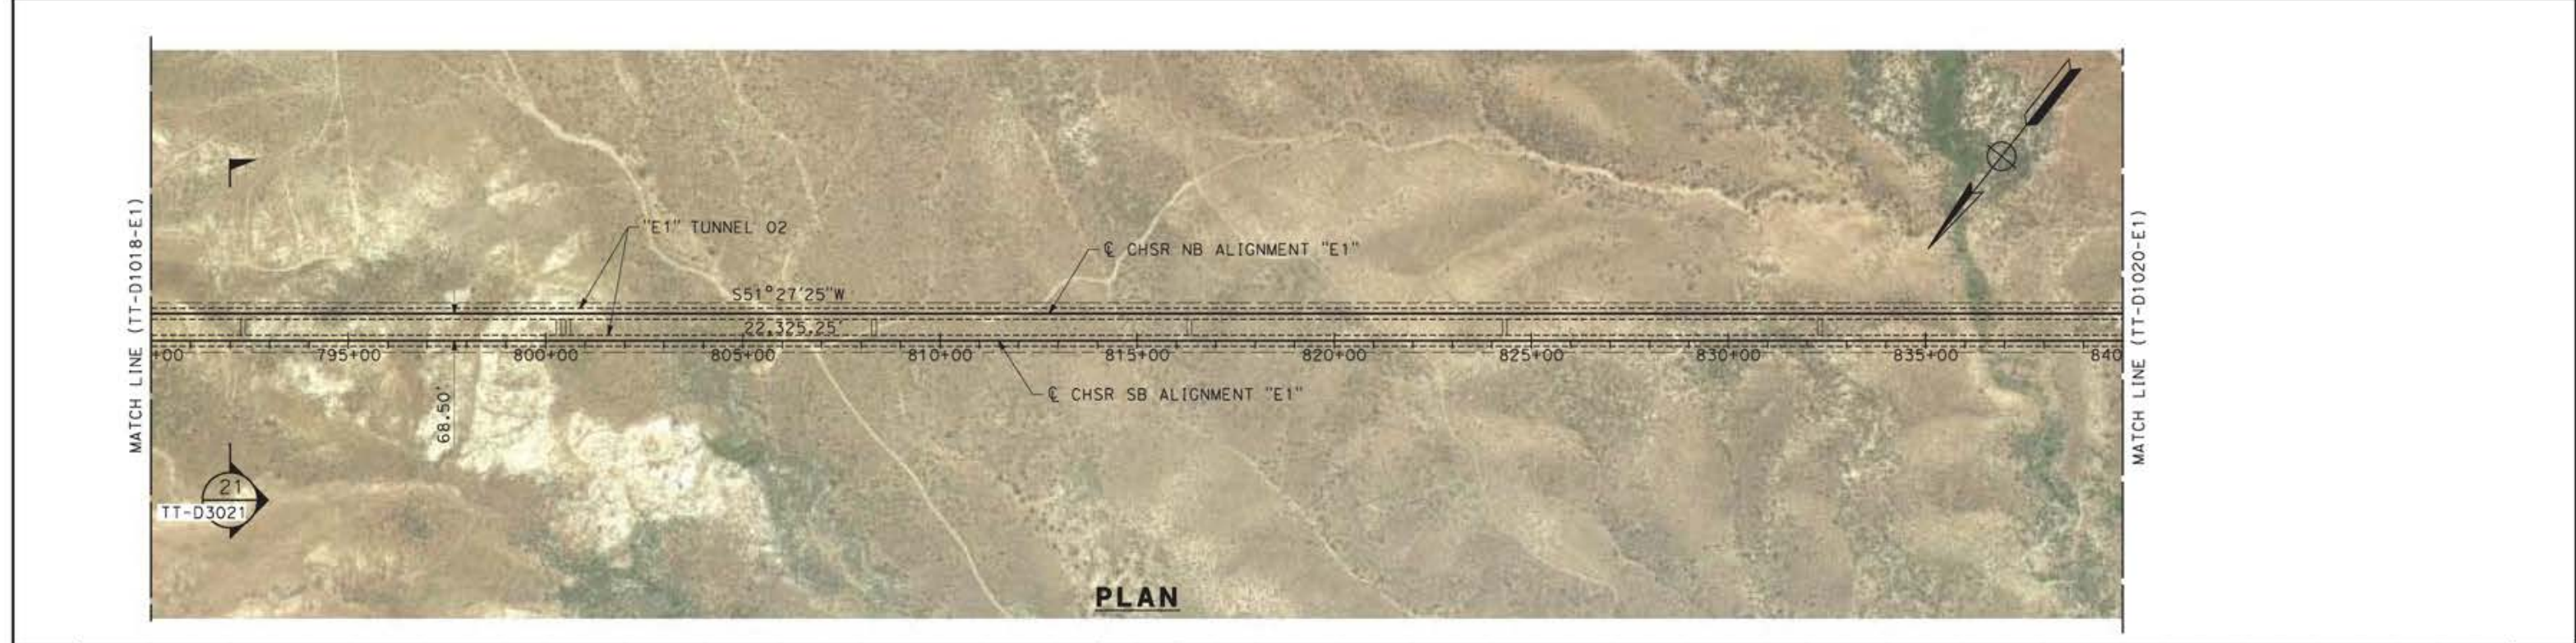 MATCH LINE (TT-D1018-E1)
"E1" TUNNEL 02
℄ CHSR NB ALIGNMENT "E1"
S51°27'25"W
22,325.25'
+00 795+00 800+00 805+00 810+00 815+00 820+00 825+00 830+00 835+00 840
℄ CHSR SB ALIGNMENT "E1"
68.50'
21
TT-D3021
PLAN
MATCH LINE (TT-D1020-E1)